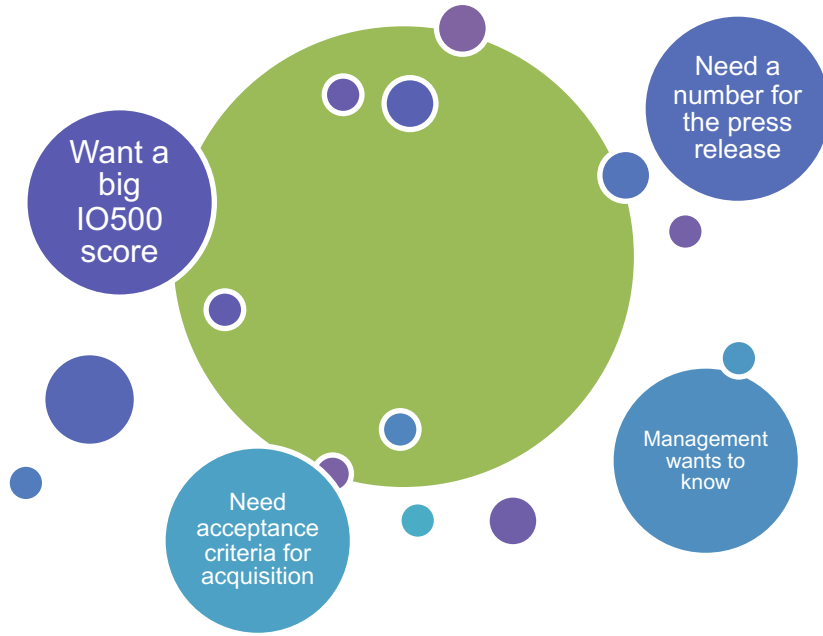 Want a
big
IO500
score
Need a
number for
the press
release
Management
wants to
know
Need
acceptance
criteria for
acquisition